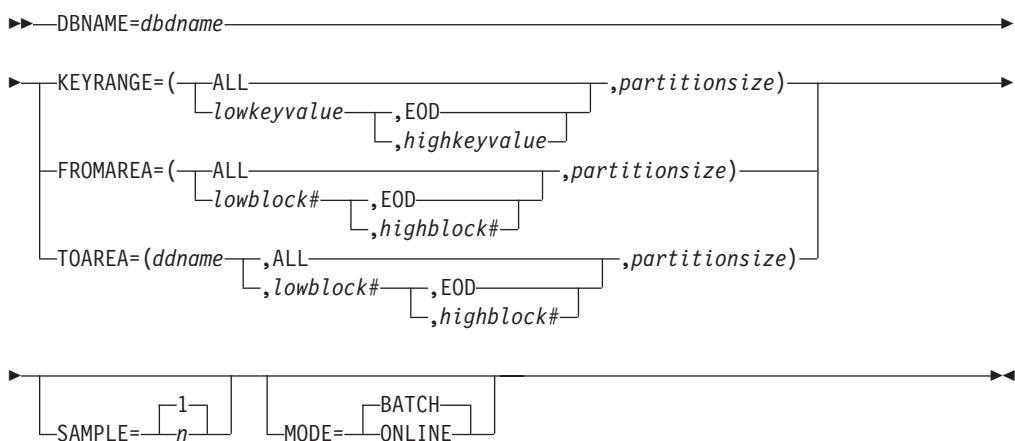 DBNAME=dbdname
KEYRANGE=( ALL ,partitionsize)
lowkeyvalue ,EOD
,highkeyvalue
FROMAREA=( ALL ,partitionsize)
lowblock# ,EOD
,highblock#
TOAREA=(ddname ,ALL ,partitionsize)
,lowblock# ,EOD
,highblock#
1 BATCH
SAMPLE= n MODE= ONLINE